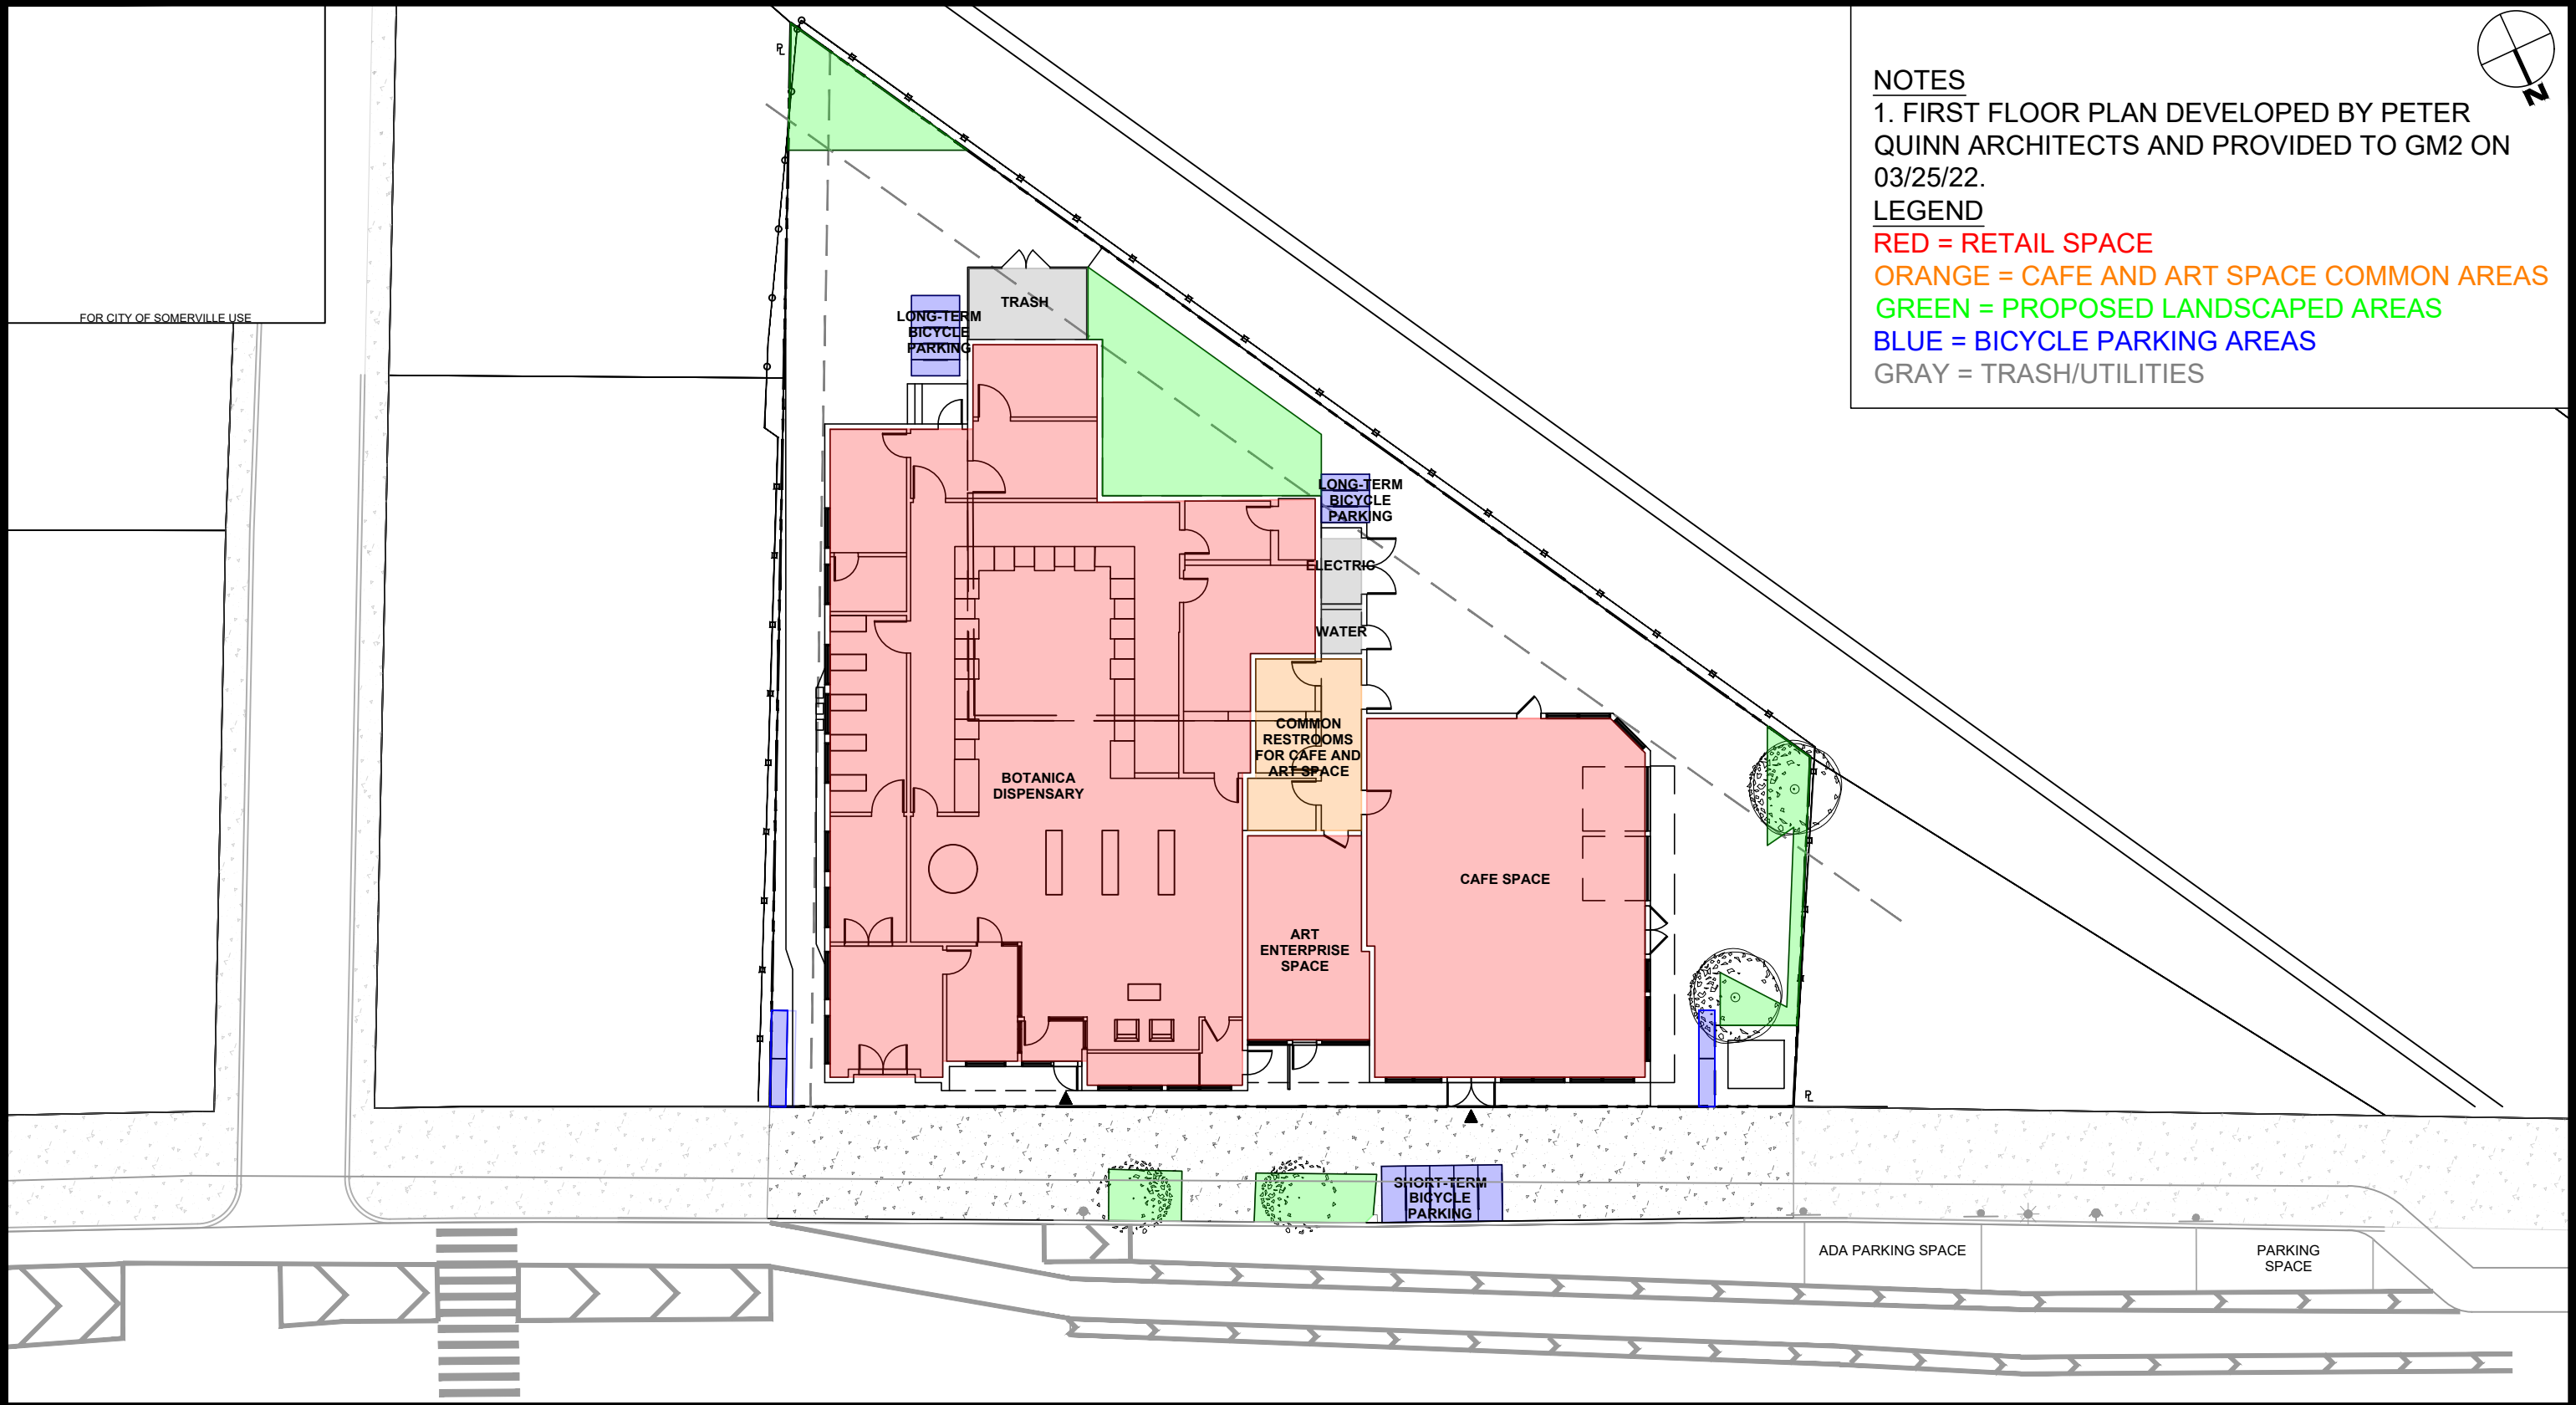 NOTES
1. FIRST FLOOR PLAN DEVELOPED BY PETER
QUINN ARCHITECTS AND PROVIDED TO GM2 ON
03/25/22.
LEGEND
RED = RETAIL SPACE
ORANGE = CAFE AND ART SPACE COMMON AREAS
GREEN = PROPOSED LANDSCAPED AREAS
BLUE = BICYCLE PARKING AREAS
GRAY = TRASH/UTILITIES
N
PL
FOR CITY OF SOMERVILLE USE
TRASH
LONG-TERM
BICYCLE
PARKING
LONG-TERM
BICYCLE
PARKING
ELECTRIC
WATER
COMMON
RESTROOMS
FOR CAFE AND
ART SPACE
BOTANICA
DISPENSARY
CAFE SPACE
ART
ENTERPRISE
SPACE
PL
SHORT-TERM
BICYCLE
PARKING
ADA PARKING SPACE
PARKING
SPACE